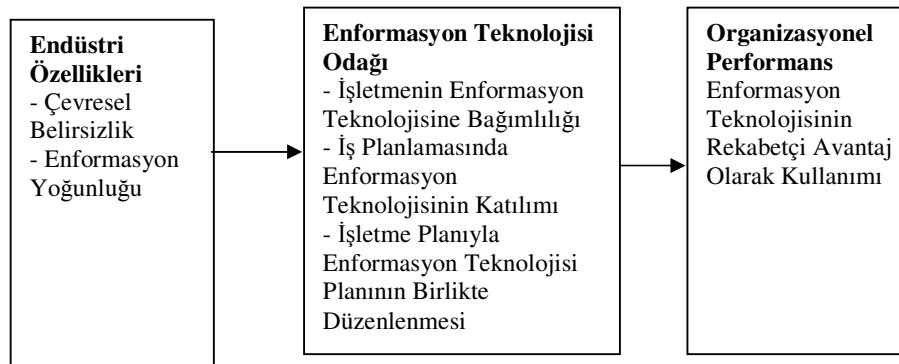 Endüstri
Özellikleri
- Çevresel
Belirsizlik
- Enformasyon
Yoğunluğu
Enformasyon Teknolojisi
Odağı
- İşletmenin Enformasyon
Teknolojisine Bağımlılığı
- İş Planlamasında
Enformasyon
Teknolojisinin Katılımı
- İşletme Planıyla
Enformasyon Teknolojisi
Planının Birlikte
Düzenlenmesi
Organizasyonel
Performans
Enformasyon
Teknolojisinin
Rekabetçi Avantaj
Olarak Kullanımı